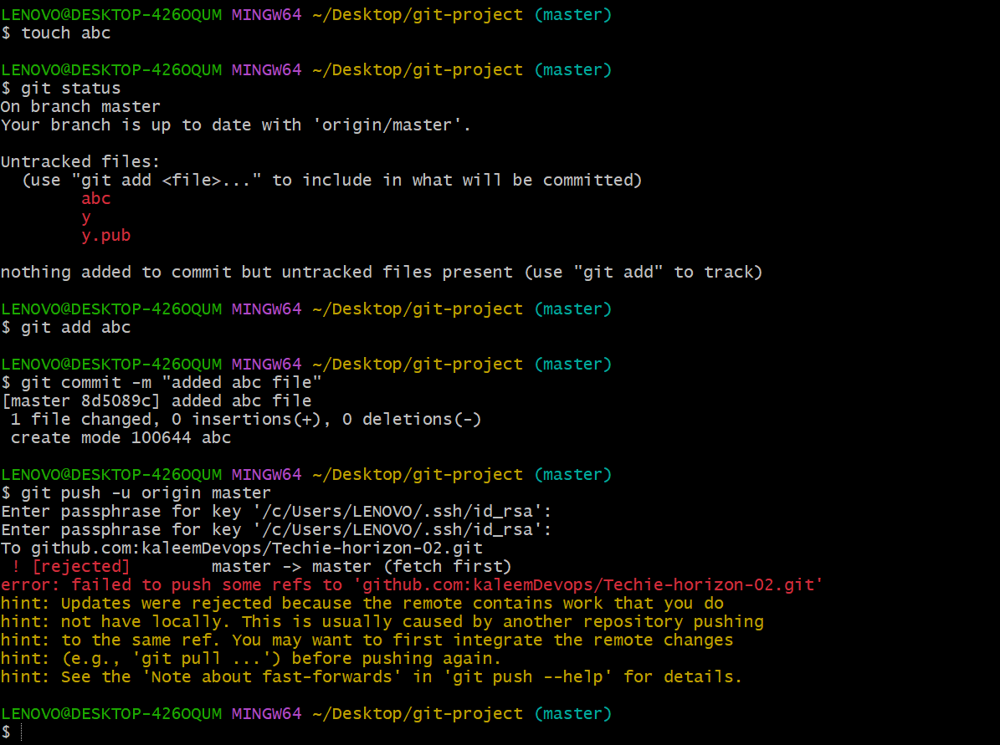 LENOVO@DESKTOP-426OQUM MINGW64 ~/Desktop/git-project (master)
$ touch abc
LENOVO@DESKTOP-426OQUM MINGW64 ~/Desktop/git-project (master)
$ git status
On branch master
Your branch is up to date with 'origin/master'.
Untracked files:
  (use "git add <file>..." to include in what will be committed)
        abc
        y
        y.pub
nothing added to commit but untracked files present (use "git add" to track)
LENOVO@DESKTOP-426OQUM MINGW64 ~/Desktop/git-project (master)
$ git add abc
LENOVO@DESKTOP-426OQUM MINGW64 ~/Desktop/git-project (master)
$ git commit -m "added abc file"
[master 8d5089c] added abc file
 1 file changed, 0 insertions(+), 0 deletions(-)
 create mode 100644 abc
LENOVO@DESKTOP-426OQUM MINGW64 ~/Desktop/git-project (master)
$ git push -u origin master
Enter passphrase for key '/c/Users/LENOVO/.ssh/id_rsa':
Enter passphrase for key '/c/Users/LENOVO/.ssh/id_rsa':
To github.com:kaleemDevops/Techie-horizon-02.git
 ! [rejected]        master -> master (fetch first)
error: failed to push some refs to 'github.com:kaleemDevops/Techie-horizon-02.git'
hint: Updates were rejected because the remote contains work that you do
hint: not have locally. This is usually caused by another repository pushing
hint: to the same ref. You may want to first integrate the remote changes
hint: (e.g., 'git pull ...') before pushing again.
hint: See the 'Note about fast-forwards' in 'git push --help' for details.
LENOVO@DESKTOP-426OQUM MINGW64 ~/Desktop/git-project (master)
$